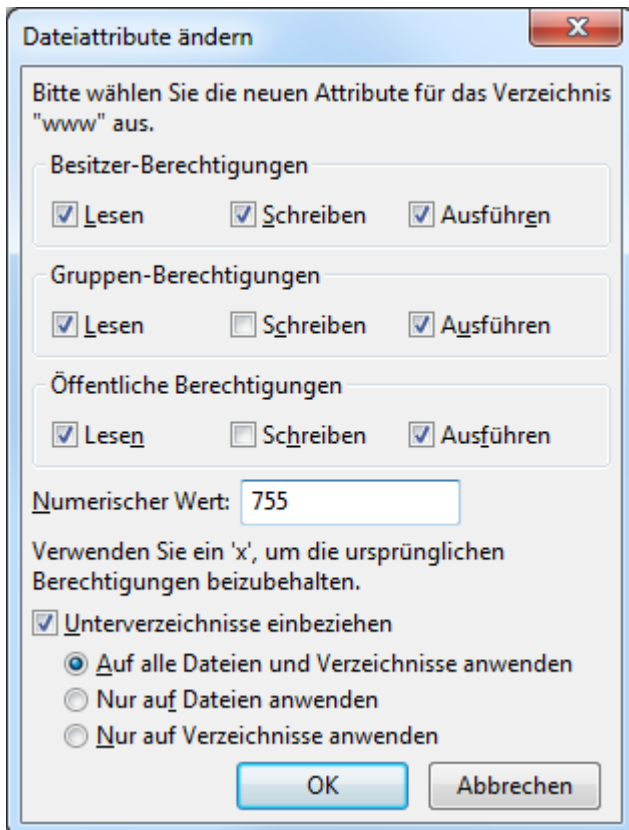 Dateiattribute ändern
Bitte wählen Sie die neuen Attribute für das Verzeichnis
"www" aus.
Besitzer-Berechtigungen
Lesen Schreiben Ausführen
Gruppen-Berechtigungen
Lesen Schreiben Ausführen
Öffentliche Berechtigungen
Lesen Schreiben Ausführen
Numerischer Wert: 755
Verwenden Sie ein 'x', um die ursprünglichen
Berechtigungen beizubehalten.
Unterverzeichnisse einbeziehen
Auf alle Dateien und Verzeichnisse anwenden
Nur auf Dateien anwenden
Nur auf Verzeichnisse anwenden
OK Abbrechen